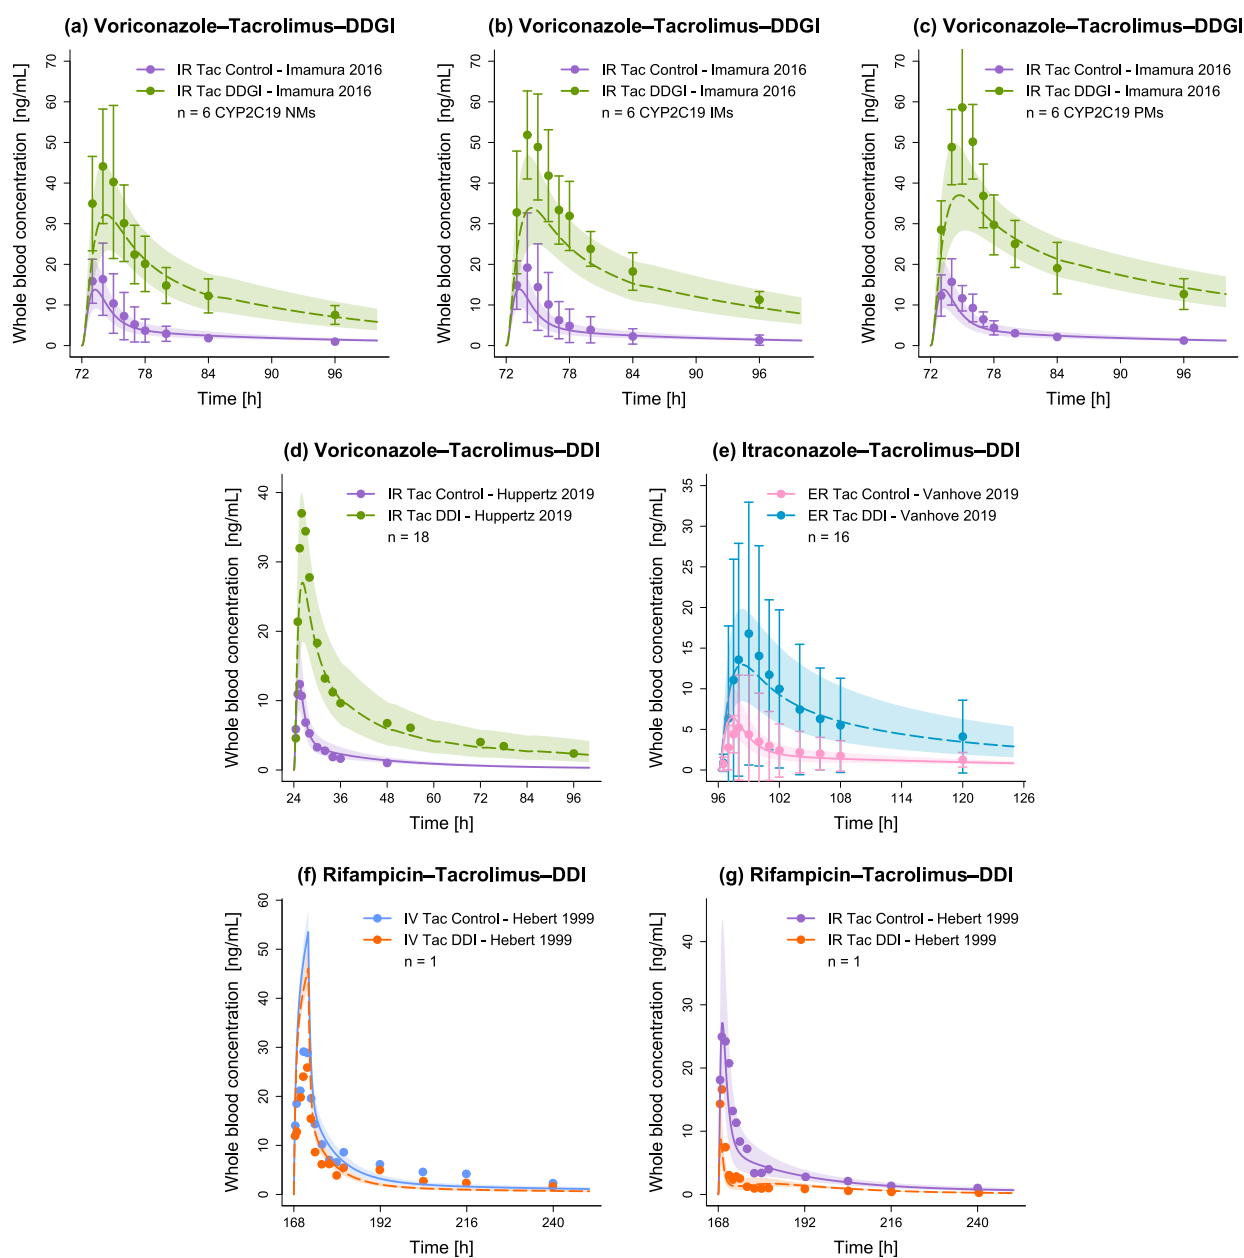 (a) Voriconazole–Tacrolimus–DDGI
Whole blood concentration [ng/mL]
70
60
50
40
30
20
10
0
IR Tac Control - Imamura 2016
IR Tac DDGI - Imamura 2016
n = 6 CYP2C19 NMs
72 78 84 90 96
Time [h]
(b) Voriconazole–Tacrolimus–DDGI
Whole blood concentration [ng/mL]
70
60
50
40
30
20
10
0
IR Tac Control - Imamura 2016
IR Tac DDGI - Imamura 2016
n = 6 CYP2C19 IMs
72 78 84 90 96
Time [h]
(c) Voriconazole–Tacrolimus–DDGI
Whole blood concentration [ng/mL]
70
60
50
40
30
20
10
0
IR Tac Control - Imamura 2016
IR Tac DDGI - Imamura 2016
n = 6 CYP2C19 PMs
72 78 84 90 96
Time [h]
(d) Voriconazole–Tacrolimus–DDI
Whole blood concentration [ng/mL]
40
30
20
10
0
IR Tac Control - Huppertz 2019
IR Tac DDI - Huppertz 2019
n = 18
24 36 48 60 72 84 96
Time [h]
(e) Itraconazole–Tacrolimus–DDI
Whole blood concentration [ng/mL]
35
30
25
20
15
10
5
0
ER Tac Control - Vanhove 2019
ER Tac DDI - Vanhove 2019
n = 16
96 102 108 114 120 126
Time [h]
(f) Rifampicin–Tacrolimus–DDI
Whole blood concentration [ng/mL]
60
50
40
30
20
10
0
IV Tac Control - Hebert 1999
IV Tac DDI - Hebert 1999
n = 1
168 192 216 240
Time [h]
(g) Rifampicin–Tacrolimus–DDI
Whole blood concentration [ng/mL]
40
30
20
10
0
IR Tac Control - Hebert 1999
IR Tac DDI - Hebert 1999
n = 1
168 192 216 240
Time [h]